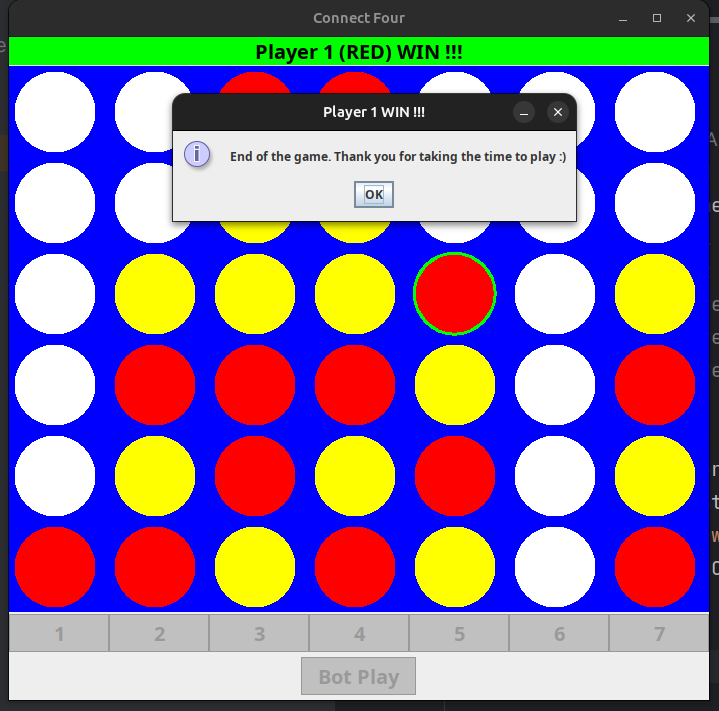 Connect Four
Player 1 (RED) WIN !!!
Player 1 WIN !!!
End of the game. Thank you for taking the time to play :)
OK
1 2 3 4 5 6 7
Bot Play